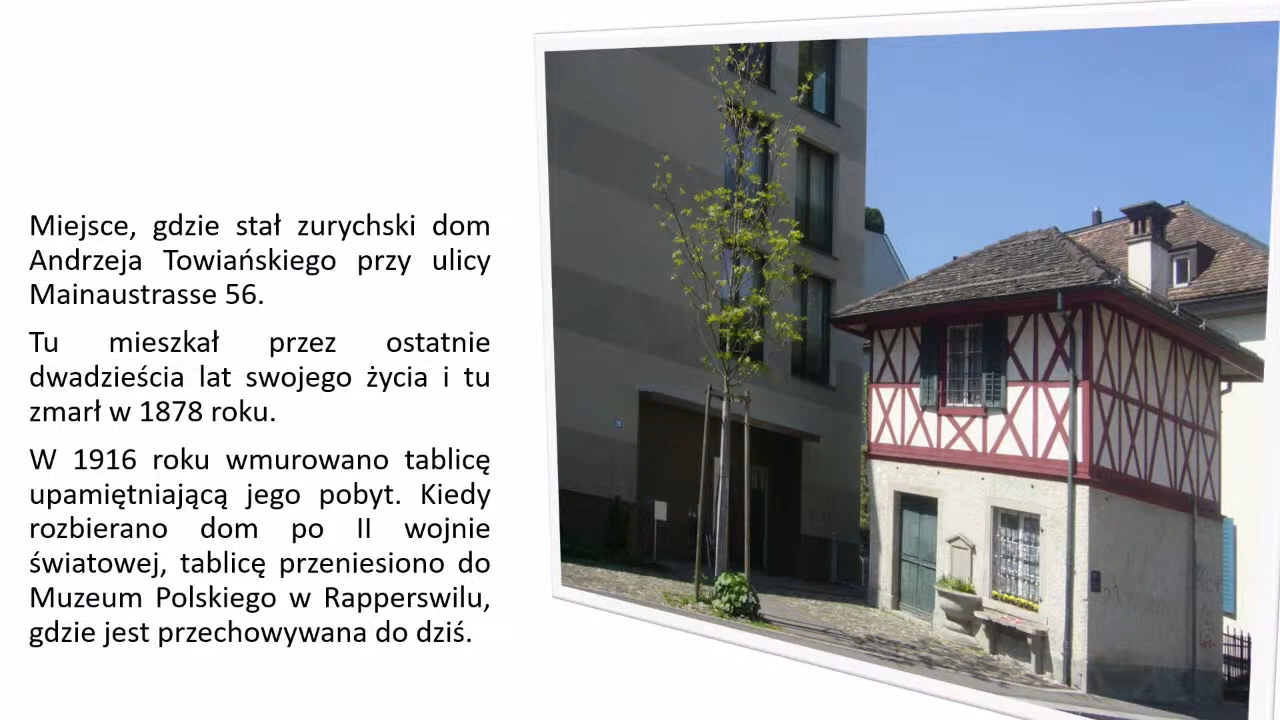 Miejsce, gdzie stał zurychski dom
Andrzeja Towiańskiego przy ulicy
Mainaustrasse 56.
Tu mieszkał przez ostatnie
dwadzieścia lat swojego życia i tu
zmarł w 1878 roku.
W 1916 roku wmurowano tablicę
upamiętniającą jego pobyt. Kiedy
rozbierano dom po II wojnie
światowej, tablicę przeniesiono do
Muzeum Polskiego w Rapperswilu,
gdzie jest przechowywana do dziś.